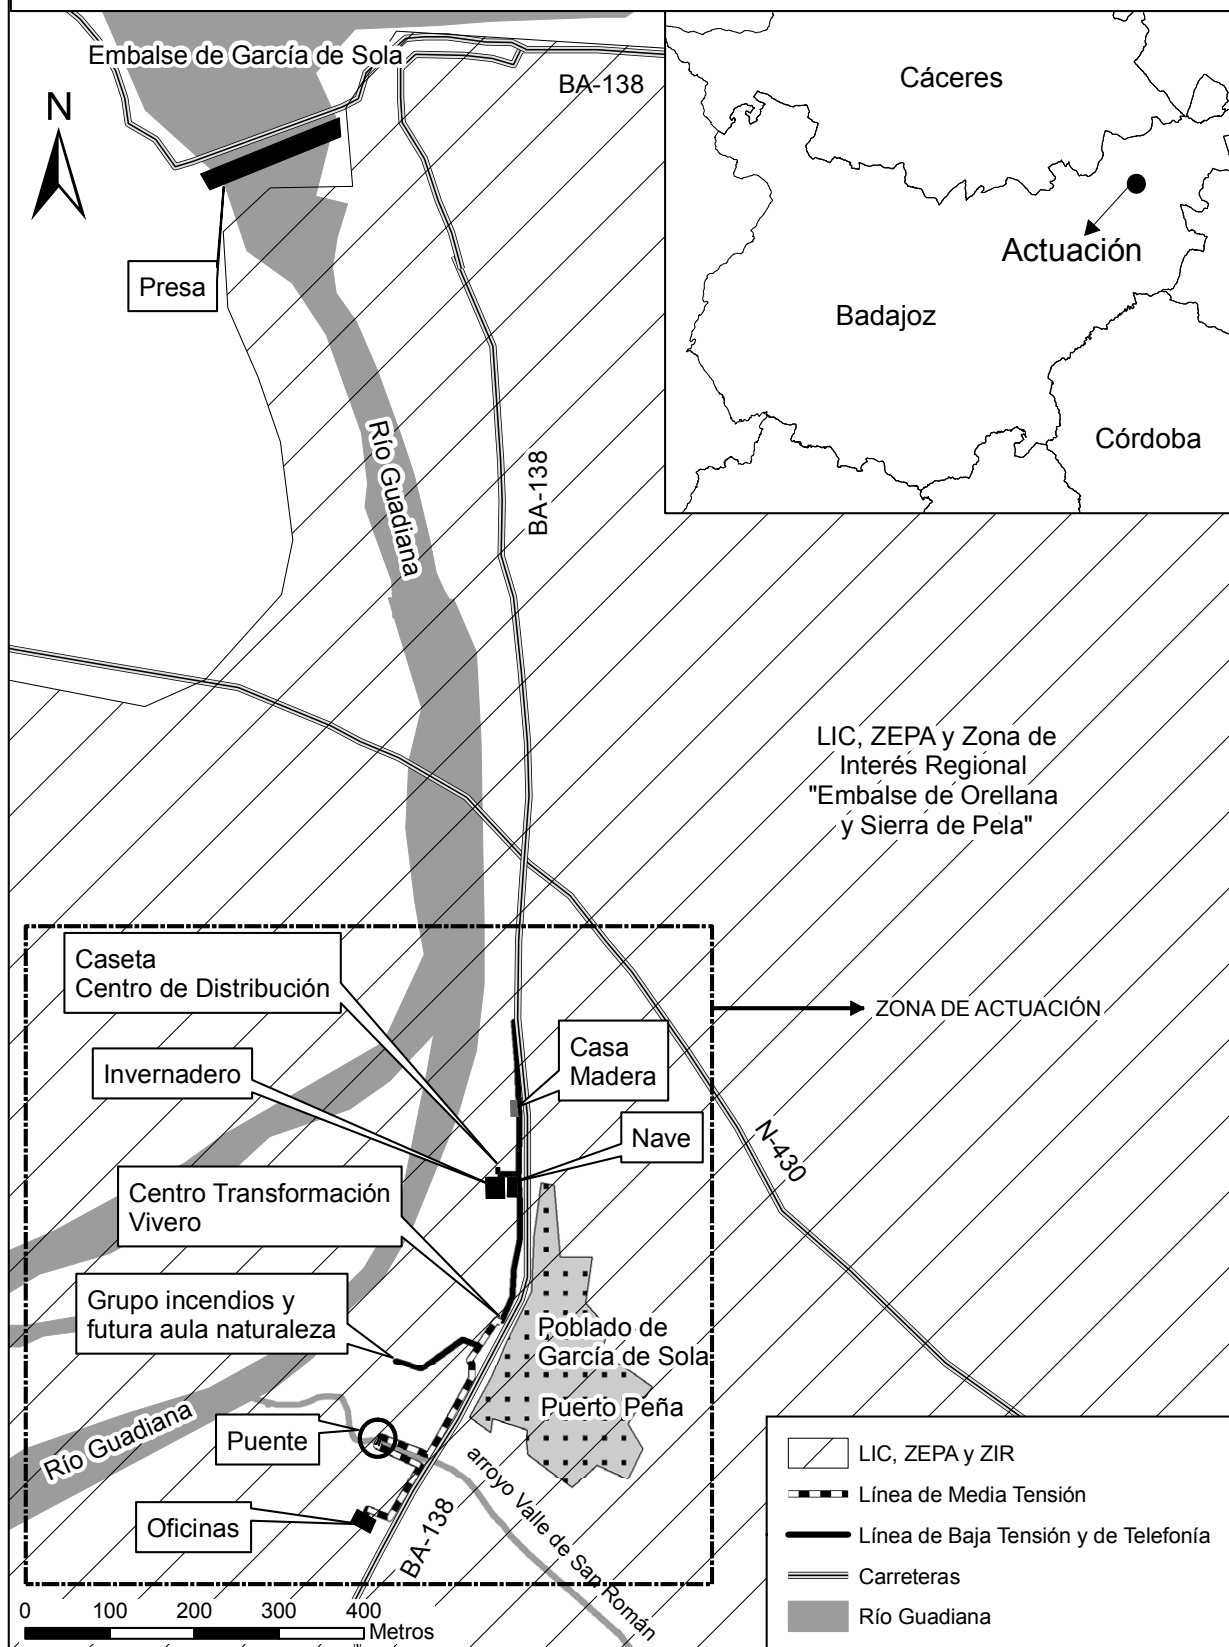 Embalse de García de Sola
BA-138
N
Presa
Cáceres
Actuación
Badajoz
Córdoba
Río Guadiana
BA-138
LIC, ZEPA y Zona de
Interés Regional
"Embalse de Orellana
y Sierra de Pela"
Caseta
Centro de Distribución
ZONA DE ACTUACIÓN
Invernadero
Casa
Madera
Nave
N-430
Centro Transformación
Vivero
Grupo incendios y
futura aula naturaleza
Poblado de
García de Sola
Puerto Peña
Río Guadiana
Puente
arroyo Valle de San Román
Oficinas
BA-138
LIC, ZEPA y ZIR
Línea de Media Tensión
Línea de Baja Tensión y de Telefonía
Carreteras
Río Guadiana
0 100 200 300 400
Metros